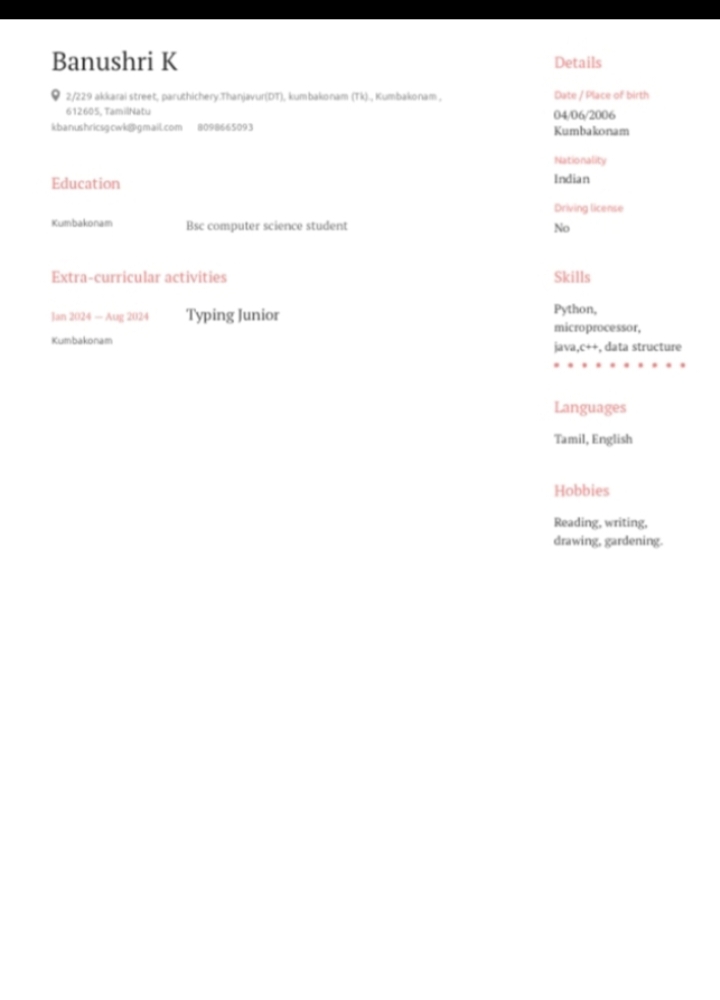 Banushri K
2/229 akkarai street, paruthichery.Thanjavur(DT), kumbakonam (Tk)., Kumbakonam ,
612605, TamilNatu
kbanushricsgcwk@gmail.com 8098665093
Education
Kumbakonam Bsc computer science student
Extra-curricular activities
Jan 2024 — Aug 2024 Typing Junior
Kumbakonam
Details
Date / Place of birth
04/06/2006
Kumbakonam
Nationality
Indian
Driving license
No
Skills
Python,
microprocessor,
java,c++, data structure
Languages
Tamil, English
Hobbies
Reading, writing,
drawing, gardening.